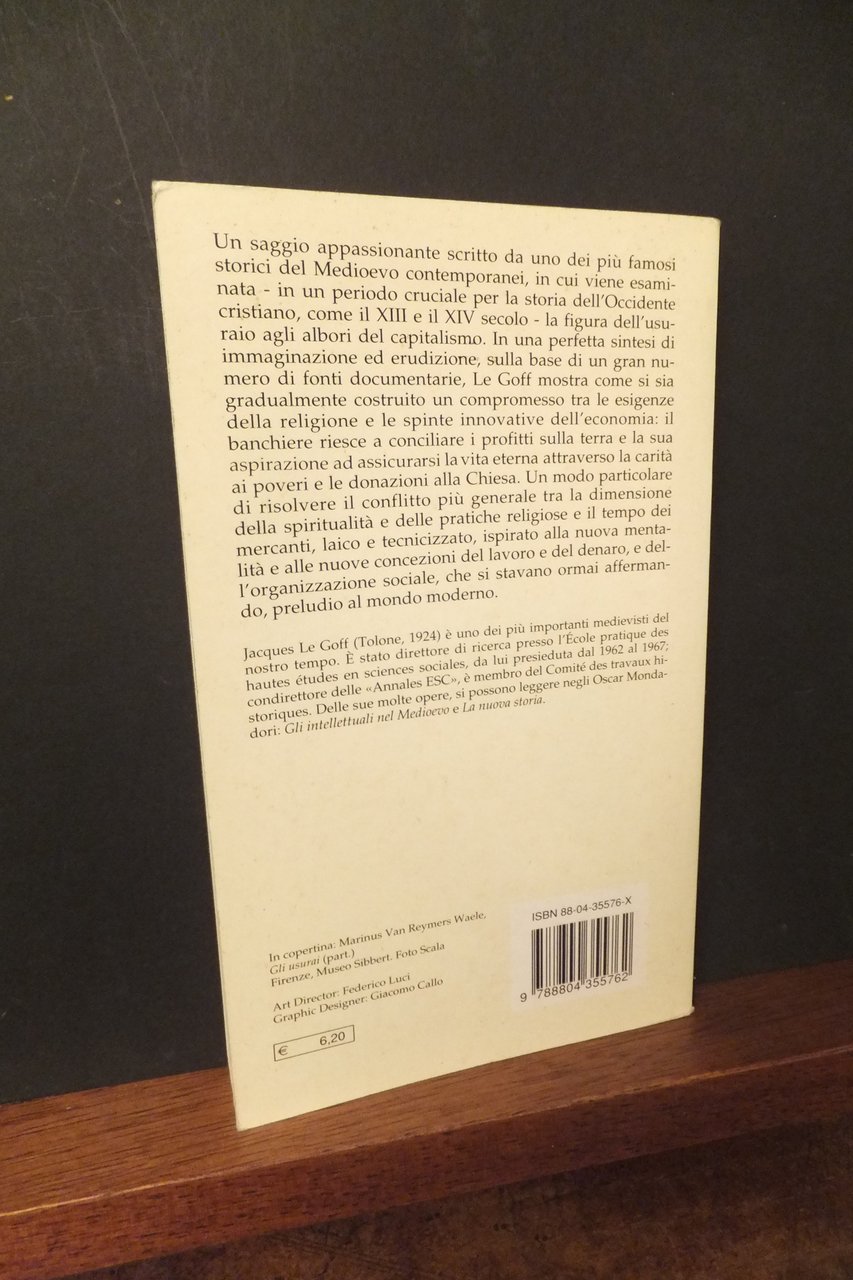 Un saggio appassionante scritto da uno dei più famosi
storici del Medioevo contemporanei, in cui viene esami-
nata - in un periodo cruciale per la storia dell'Occidente
cristiano, come il XIII e il XIV secolo - la figura dell'usu-
raio agli albori del capitalismo. In una perfetta sintesi di
immaginazione ed erudizione, sulla base di un gran nu-
mero di fonti documentarie, Le Goff mostra come si sia
gradualmente costruito un compromesso tra le esigenze
della religione e le spinte innovative dell'economia: il
banchiere riesce a conciliare i profitti sulla terra e la sua
aspirazione ad assicurarsi la vita eterna attraverso la carità
ai poveri e le donazioni alla Chiesa. Un modo particolare
di risolvere il conflitto più generale tra la dimensione
della spiritualità e delle pratiche religiose e il tempo dei
mercanti, laico e tecnicizzato, ispirato alla nuova menta-
lità e alle nuove concezioni del lavoro e del denaro, e del-
l'organizzazione sociale, che si stavano ormai afferman-
do, preludio al mondo moderno.
Jacques Le Goff (Tolone, 1924) è uno dei più importanti medievisti del
nostro tempo. È stato direttore di ricerca presso l'École pratique des
hautes études en sciences sociales, da lui presieduta dal 1962 al 1967;
condirettore delle «Annales ESC», è membro del Comité des travaux hi-
storiques. Delle sue molte opere, si possono leggere negli Oscar Monda-
dori: Gli intellettuali nel Medioevo e La nuova storia.
In copertina: Marinus Van Reymers Waele,
Gli usurai (part.)
Firenze, Museo Sibbert. Foto Scala
Art Director: Federico Luci
Graphic Designer: Giacomo Callo
€ 6,20
ISBN 88-04-35576-X
9 788804 355762